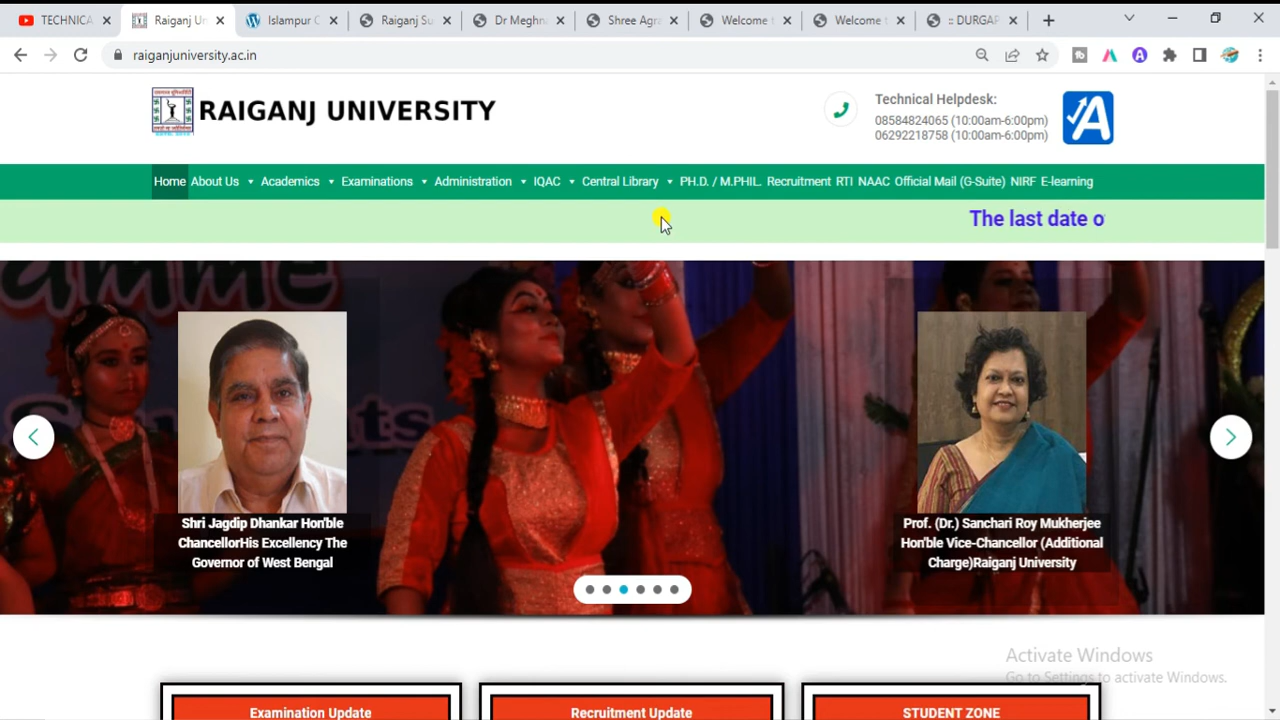 TECHNICA
Raiganj Un
Islampur C
Raiganj Su
Dr Meghn
Shree Agra
Welcome t
Welcome t
:: DURGAP
raiganjuniversity.ac.in
RAIGANJ UNIVERSITY
Technical Helpdesk:
08584824065 (10:00am-6:00pm)
06292218758 (10:00am-6:00pm)
Home About Us Academics Examinations Administration IQAC Central Library PH.D. / M.PHIL. Recruitment RTI NAAC Official Mail (G-Suite) NIRF E-learning
The last date o
Shri Jagdip Dhankar Hon'ble
ChancellorHis Excellency The
Governor of West Bengal
Prof. (Dr.) Sanchari Roy Mukherjee
Hon'ble Vice-Chancellor (Additional
Charge)Raiganj University
Activate Windows
Go to Settings to activate Windows.
Examination Update
Recruitment Update
STUDENT ZONE